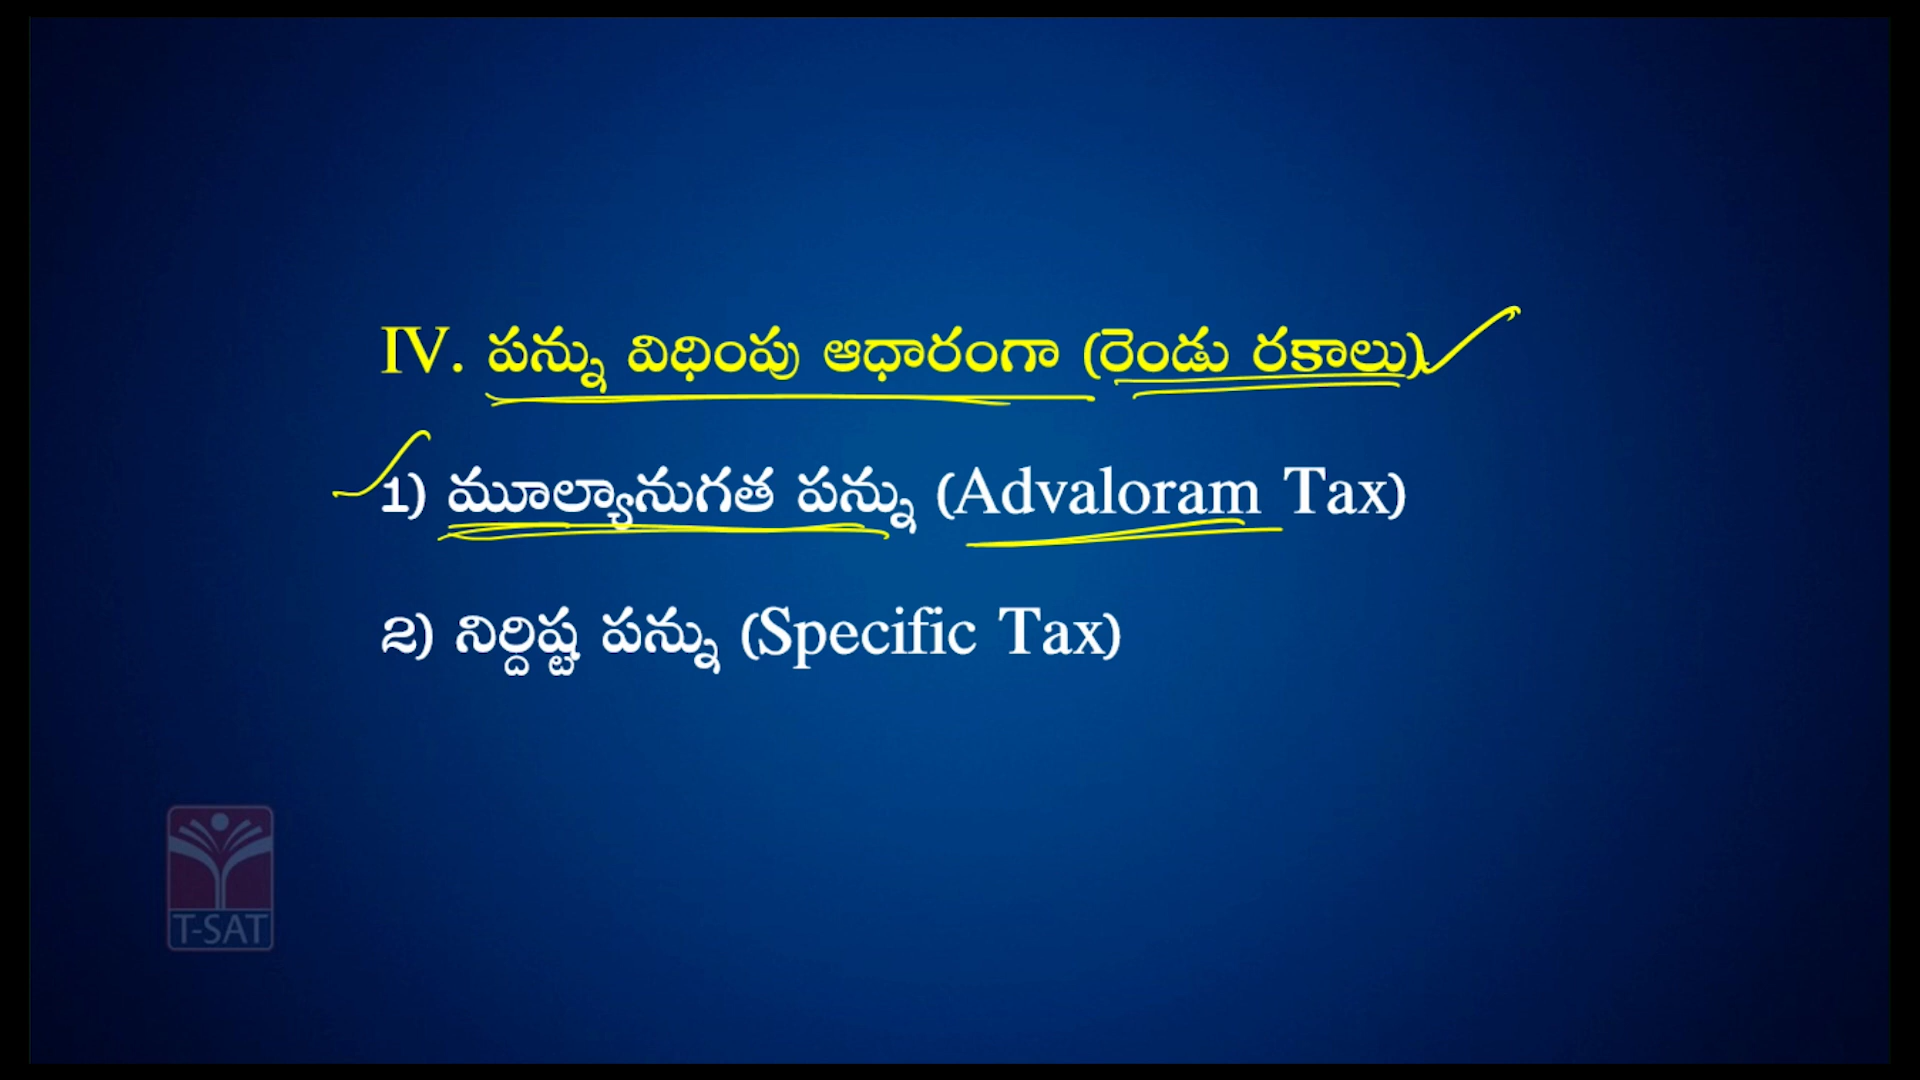 IV. పన్ను విధింపు ఆధారంగా (రెండు రకాలు)
1) మూల్యానుగత పన్ను (Advaloram Tax)
2) నిర్దిష్ట పన్ను (Specific Tax)
T-SAT